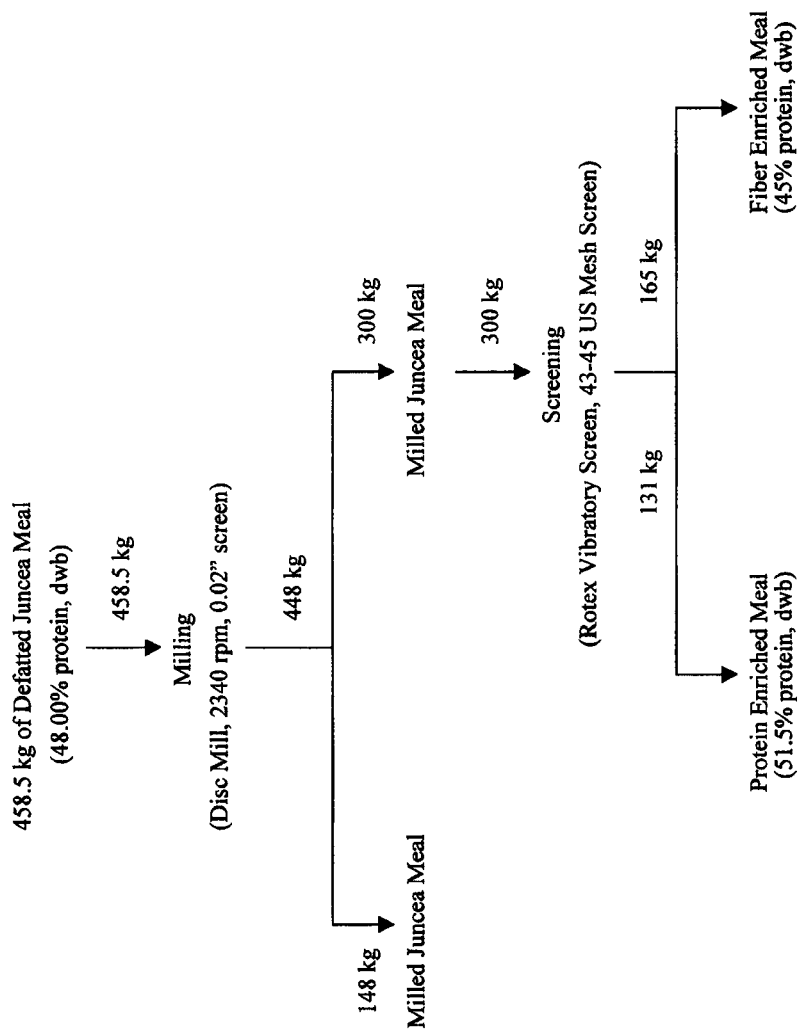 458.5 kg of Defatted Juncea Meal
(48.00% protein, dwb)
458.5 kg
Milling
(Disc Mill, 2340 rpm, 0.02" screen)
448 kg
148 kg
300 kg
Milled Juncea Meal
Milled Juncea Meal
300 kg
Screening
(Rotex Vibratory Screen, 43-45 US Mesh Screen)
131 kg
165 kg
Protein Enriched Meal
(51.5% protein, dwb)
Fiber Enriched Meal
(45% protein, dwb)